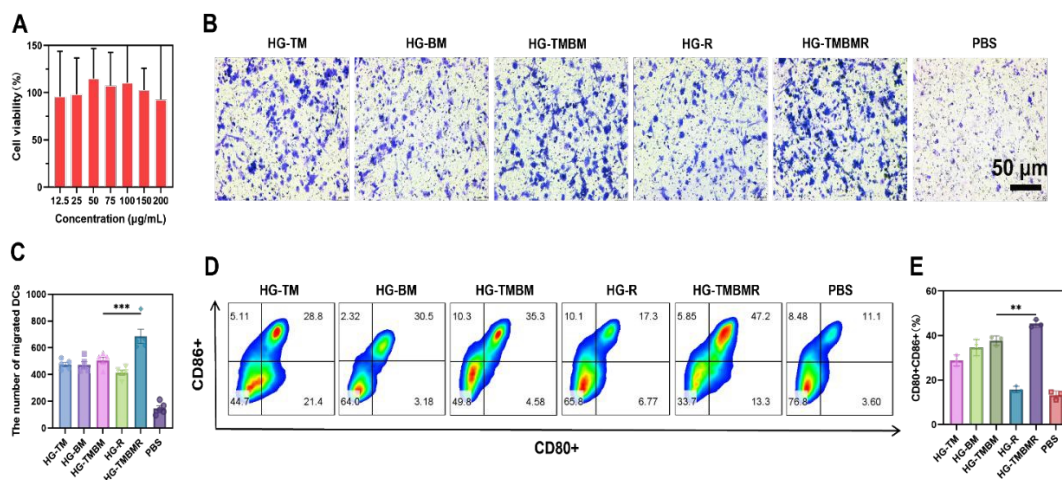 A
150
100
50
0
Cell viability (%)
12.5 25 50 75 100 150 200
Concentration (μg/mL)
B
HG-TM HG-BM HG-TMBM HG-R HG-TMBMR PBS
50 μm
C
The number of migrated DCs
1000
800
600
400
200
0
***
HG-TM HG-BM HG-TMBM HG-R HG-TMBMR PBS
D
HG-TM HG-BM HG-TMBM HG-R HG-TMBMR PBS
CD86+
5.11 28.8 2.32 30.5 10.3 35.3 10.1 17.3 5.85 47.2 8.48 11.1
44.7 21.4 64.0 3.18 49.8 4.58 65.8 6.77 33.7 13.3 76.8 3.60
CD80+
E
CD80+CD86+(%)
60
40
20
0
**
HG-TM HG-BM HG-TMBM HG-R HG-TMBMR PBS